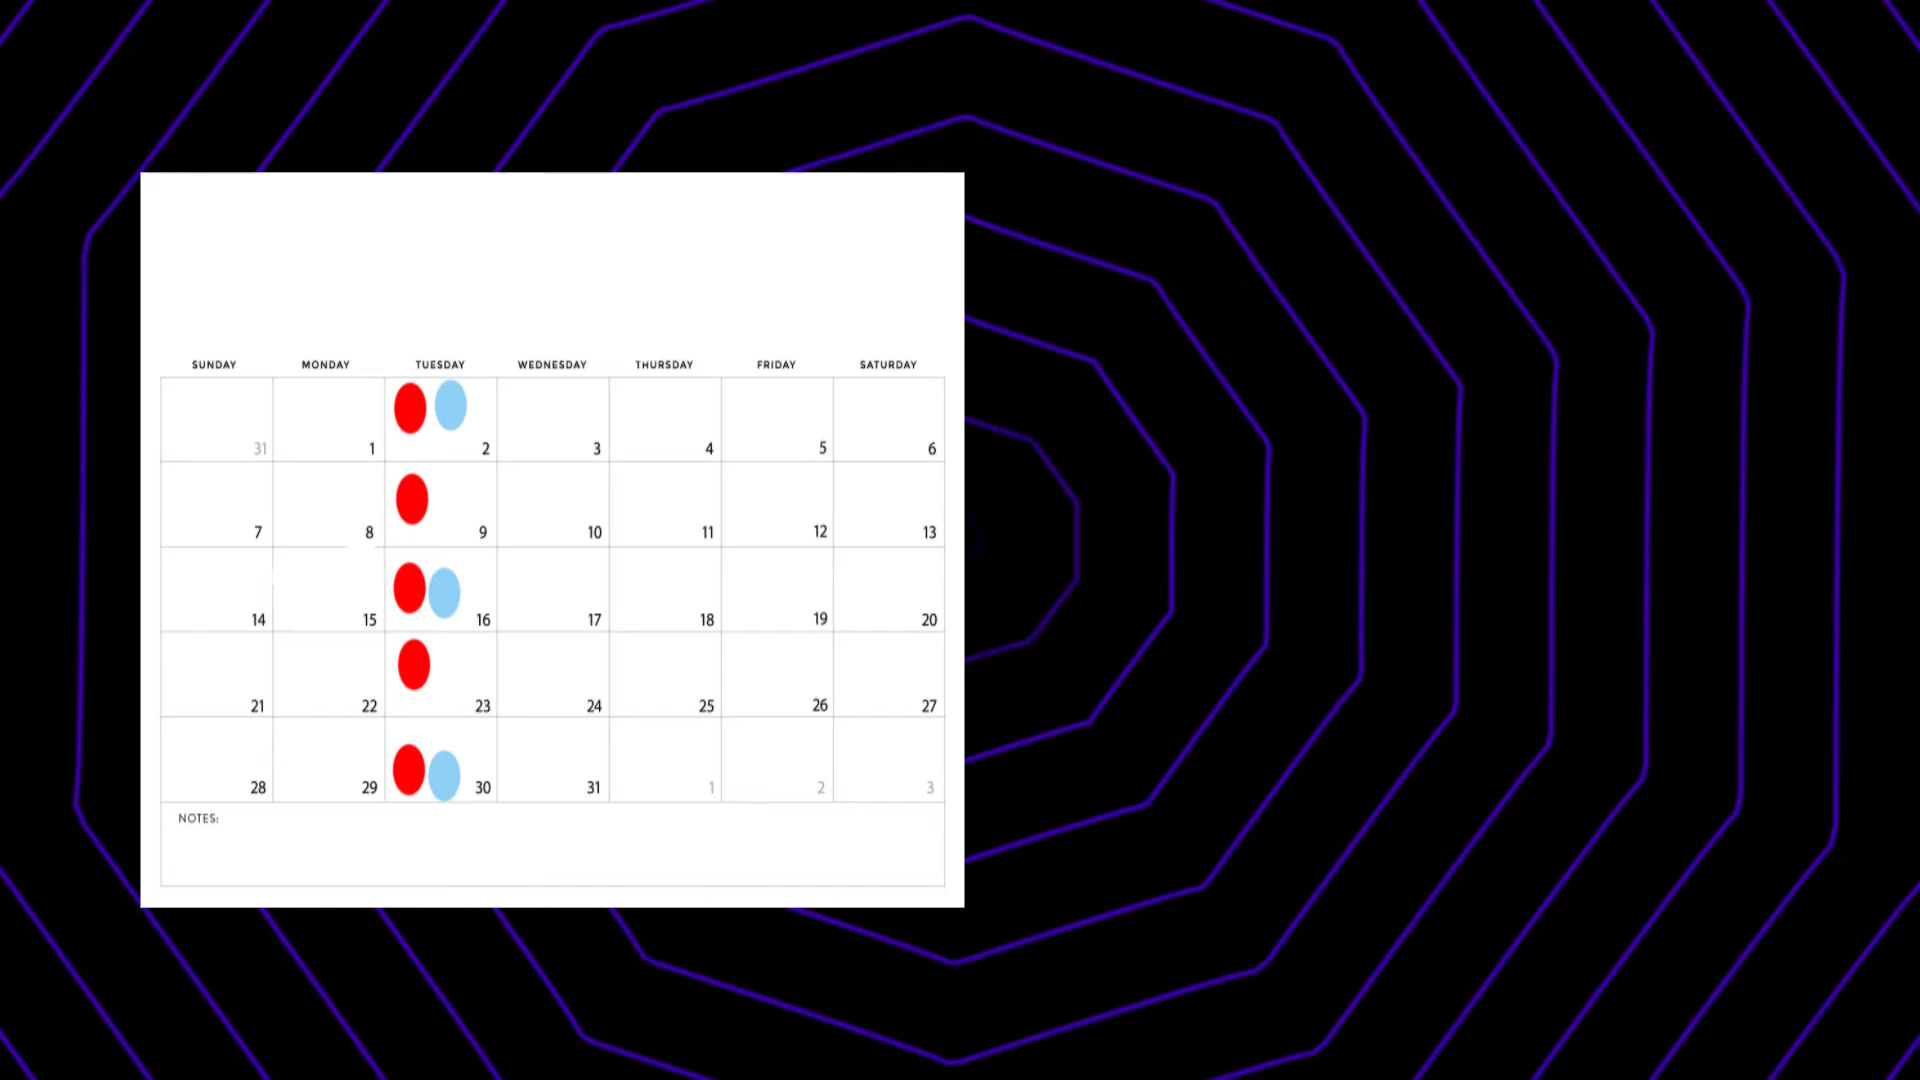 SUNDAY MONDAY TUESDAY WEDNESDAY THURSDAY FRIDAY SATURDAY
31 1 2 3 4 5 6
7 8 9 10 11 12 13
14 15 16 17 18 19 20
21 22 23 24 25 26 27
28 29 30 31 1 2 3
NOTES: